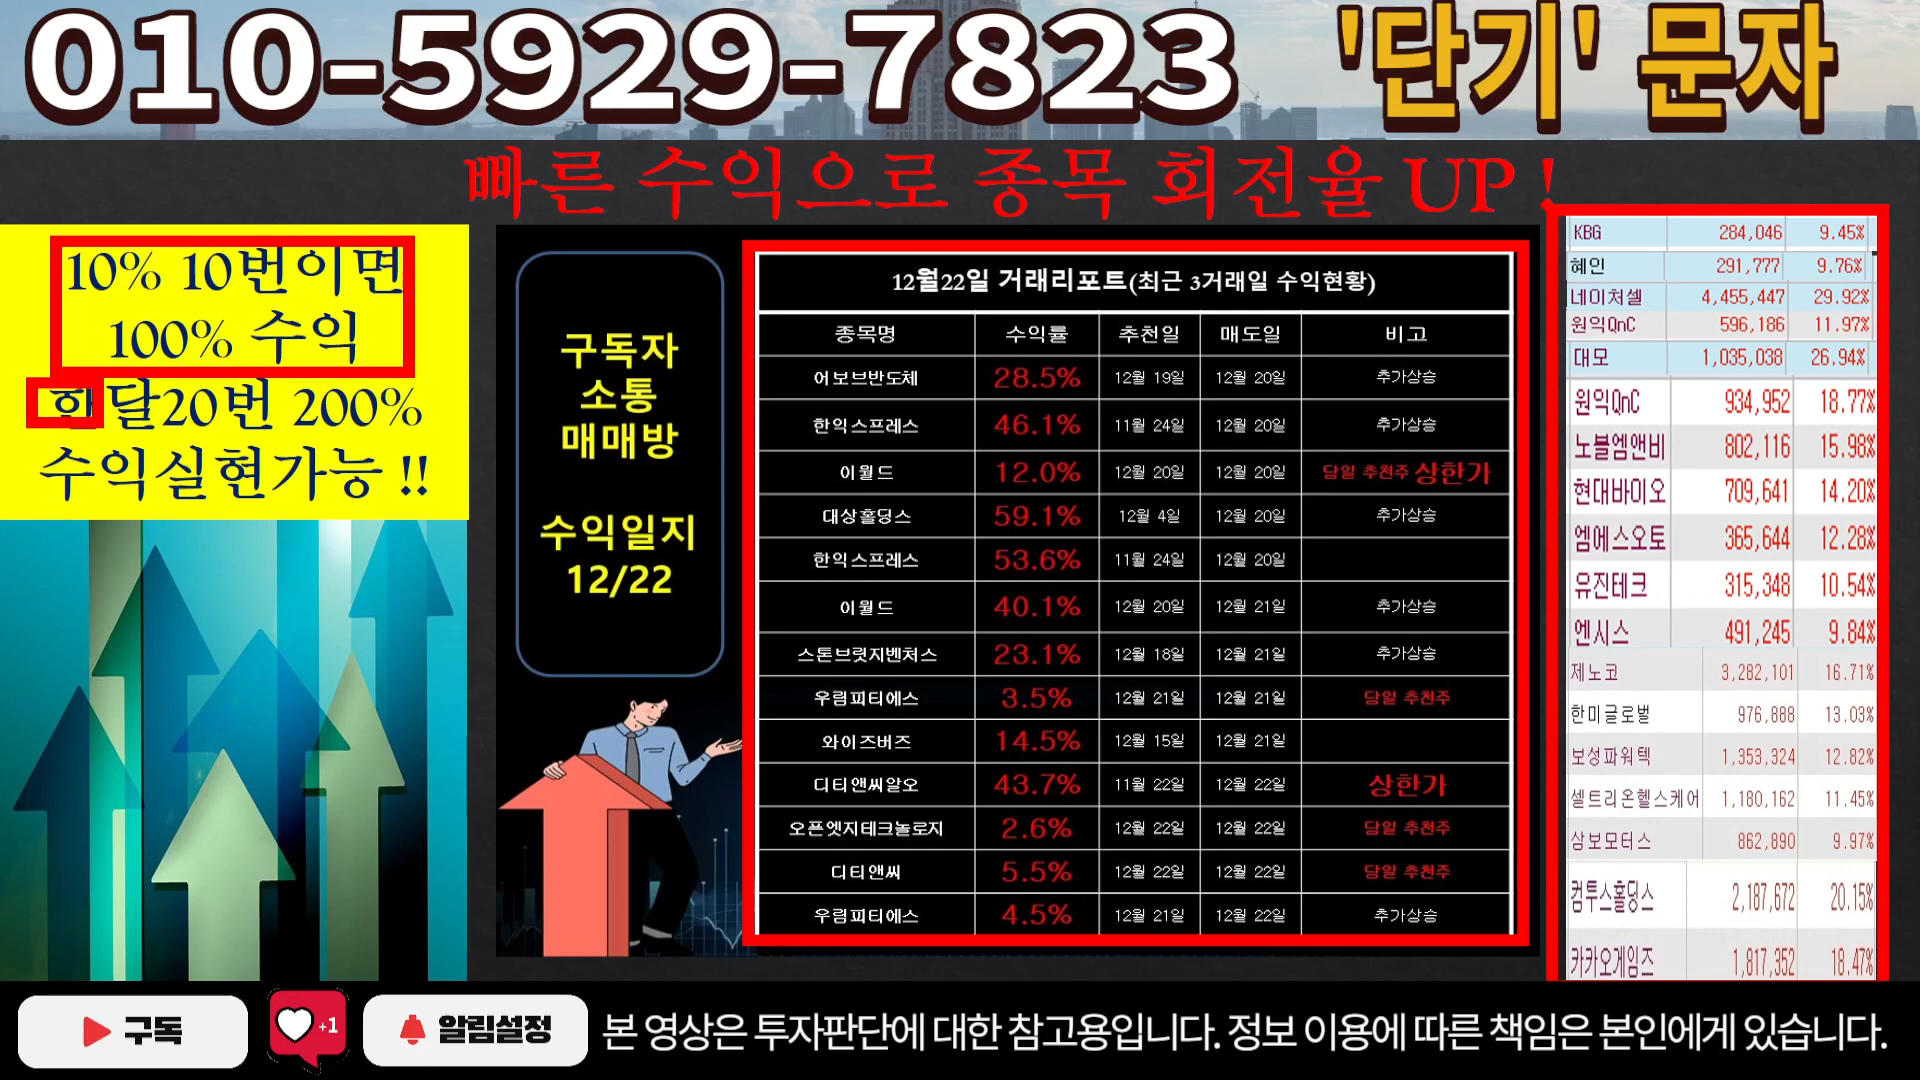 010-5929-7823 '단기' 문자
빠른 수익으로 종목 회전율 UP !
10% 10번이면
100% 수익
한달20번 200%
수익실현가능 !!
구독자
소통
매매방
수익일지
12/22
12월22일 거래리포트(최근 3거래일 수익현황)
종목명 수익률 추천일 매도일 비고
어보브반도체 28.5% 12월 19일 12월 20일 추가상승
한익스프레스 46.1% 11월 24일 12월 20일 추가상승
이월드 12.0% 12월 20일 12월 20일 당일 추천주 상한가
대상홀딩스 59.1% 12월 4일 12월 20일 추가상승
한익스프레스 53.6% 11월 24일 12월 20일
이월드 40.1% 12월 20일 12월 21일 추가상승
스톤브릿지벤처스 23.1% 12월 18일 12월 21일 추가상승
우럼피티에스 3.5% 12월 21일 12월 21일 당일 추천주
와이즈버즈 14.5% 12월 15일 12월 21일
디티앤씨알오 43.7% 11월 22일 12월 22일 상한가
오픈엣지테크놀로지 2.6% 12월 22일 12월 22일 당일 추천주
디티앤씨 5.5% 12월 22일 12월 22일 당일 추천주
우럼피티에스 4.5% 12월 21일 12월 22일 추가상승
KBG 284,046 9.45%
혜인 291,777 9.76%
네이처셀 4,455,447 29.92%
원익QnC 596,186 11.97%
대모 1,035,038 26.94%
원익QnC 934,952 18.77%
노블엠앤비 802,116 15.98%
현대바이오 709,641 14.20%
엠에스오토 365,644 12.28%
유진테크 315,348 10.54%
엔시스 491,245 9.84%
제노코 3,282,101 16.71%
한미글로벌 976,888 13.03%
보성파워텍 1,353,324 12.82%
셀트리온헬스케어 1,180,162 11.45%
상보모터스 862,890 9.97%
컴투스홀딩스 2,187,672 20.15%
카카오게임즈 1,817,352 18.47%
구독 +1 알림설정 본 영상은 투자판단에 대한 참고용입니다. 정보 이용에 따른 책임은 본인에게 있습니다.